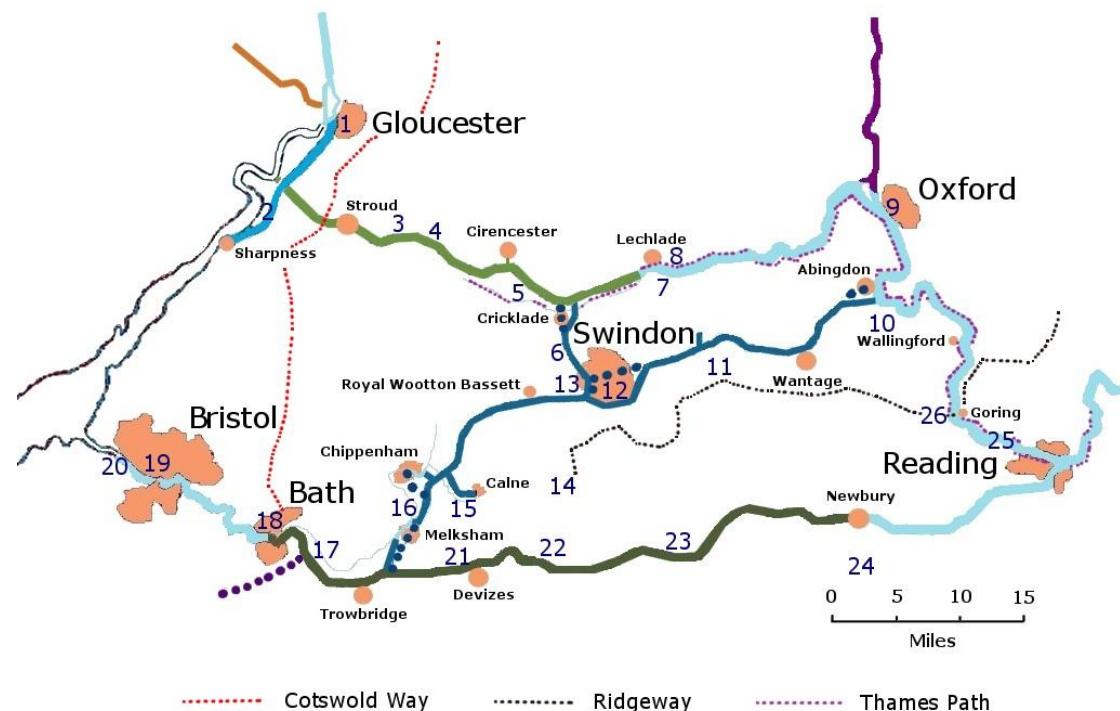 1
Gloucester
Oxford
Stroud
3
4
9
2
Cirencester
Lechlade
8
Sharpness
7
Abingdon
5
10
Cricklade
Swindon
Wallingford
6
11
Royal Wootton Bassett
13
12
Wantage
Bristol
26
Goring
25
Chippenham
Reading
20
19
14
Bath
Calne
16
15
Newbury
18
Melksham
17
21
22
23
24
Trowbridge
Devizes
0 5 10 15
Miles
Cotswold Way
Ridgeway
Thames Path